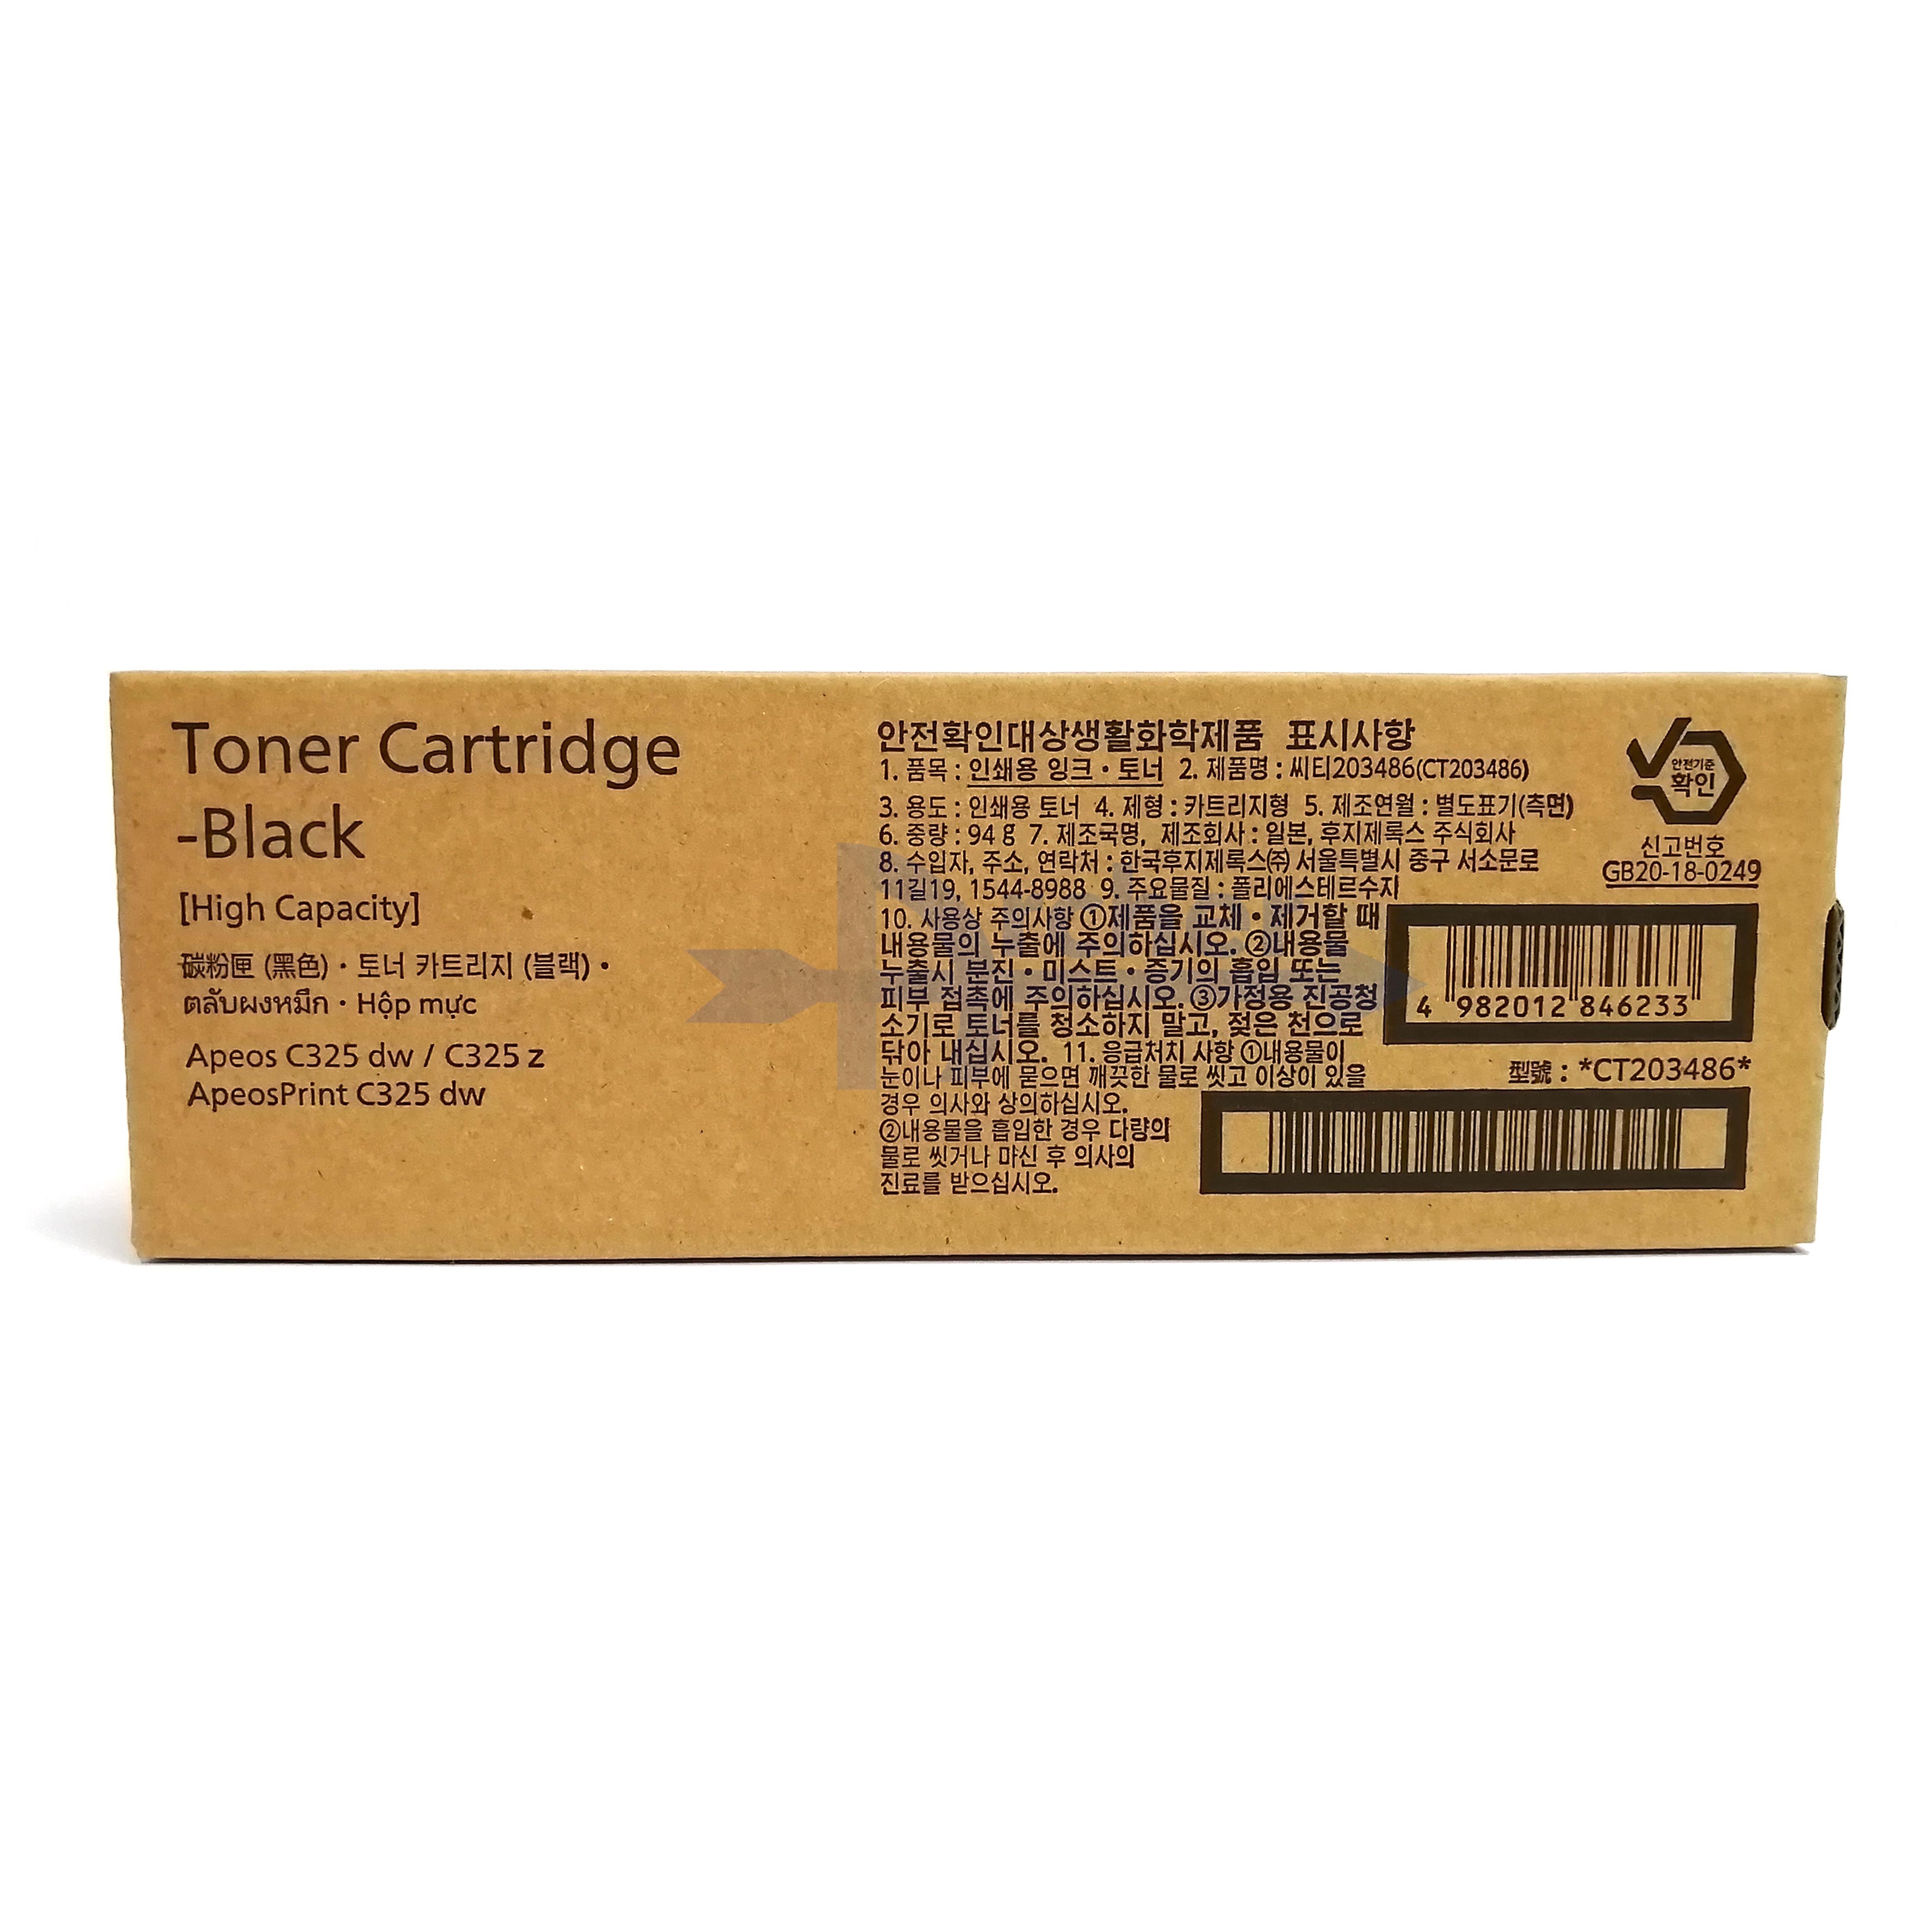 Toner Cartridge
-Black
[High Capacity]
碳粉匣 (黑色)・토너 카트리지 (블랙)・
ตลับผงหมึก・Hộp mực
Apeos C325 dw / C325 z
ApeosPrint C325 dw
안전확인대상생활화학제품 표시사항
1. 품목 : 인쇄용 잉크・토너 2. 제품명 : 씨티203486(CT203486)
3. 용도 : 인쇄용 토너 4. 제형 : 카트리지형 5. 제조연월 : 별도표기(측면)
6. 중량 : 94 g 7. 제조국명, 제조회사 : 일본, 후지제록스 주식회사
8. 수입자, 주소, 연락처 : 한국후지제록스㈜ 서울특별시 중구 서소문로
11길19, 1544-8988 9. 주요물질 : 폴리에스테르수지
10. 사용상 주의사항 ①제품을 교체・제거할 때
내용물의 누출에 주의하십시오. ②내용물
누출시 분진・미스트・증기의 흡입 또는
피부 접촉에 주의하십시오. ③가정용 진공청
소기로 토너를 청소하지 말고, 젖은 천으로
닦아 내십시오. 11. 응급처치 사항 ①내용물이
눈이나 피부에 묻으면 깨끗한 물로 씻고 이상이 있을
경우 의사와 상의하십시오.
②내용물을 흡입한 경우 다량의
물로 씻거나 마신 후 의사의
진료를 받으십시오.
안전기준
확인
신고번호
GB20-18-0249
4 982012 846233
型號 : *CT203486*